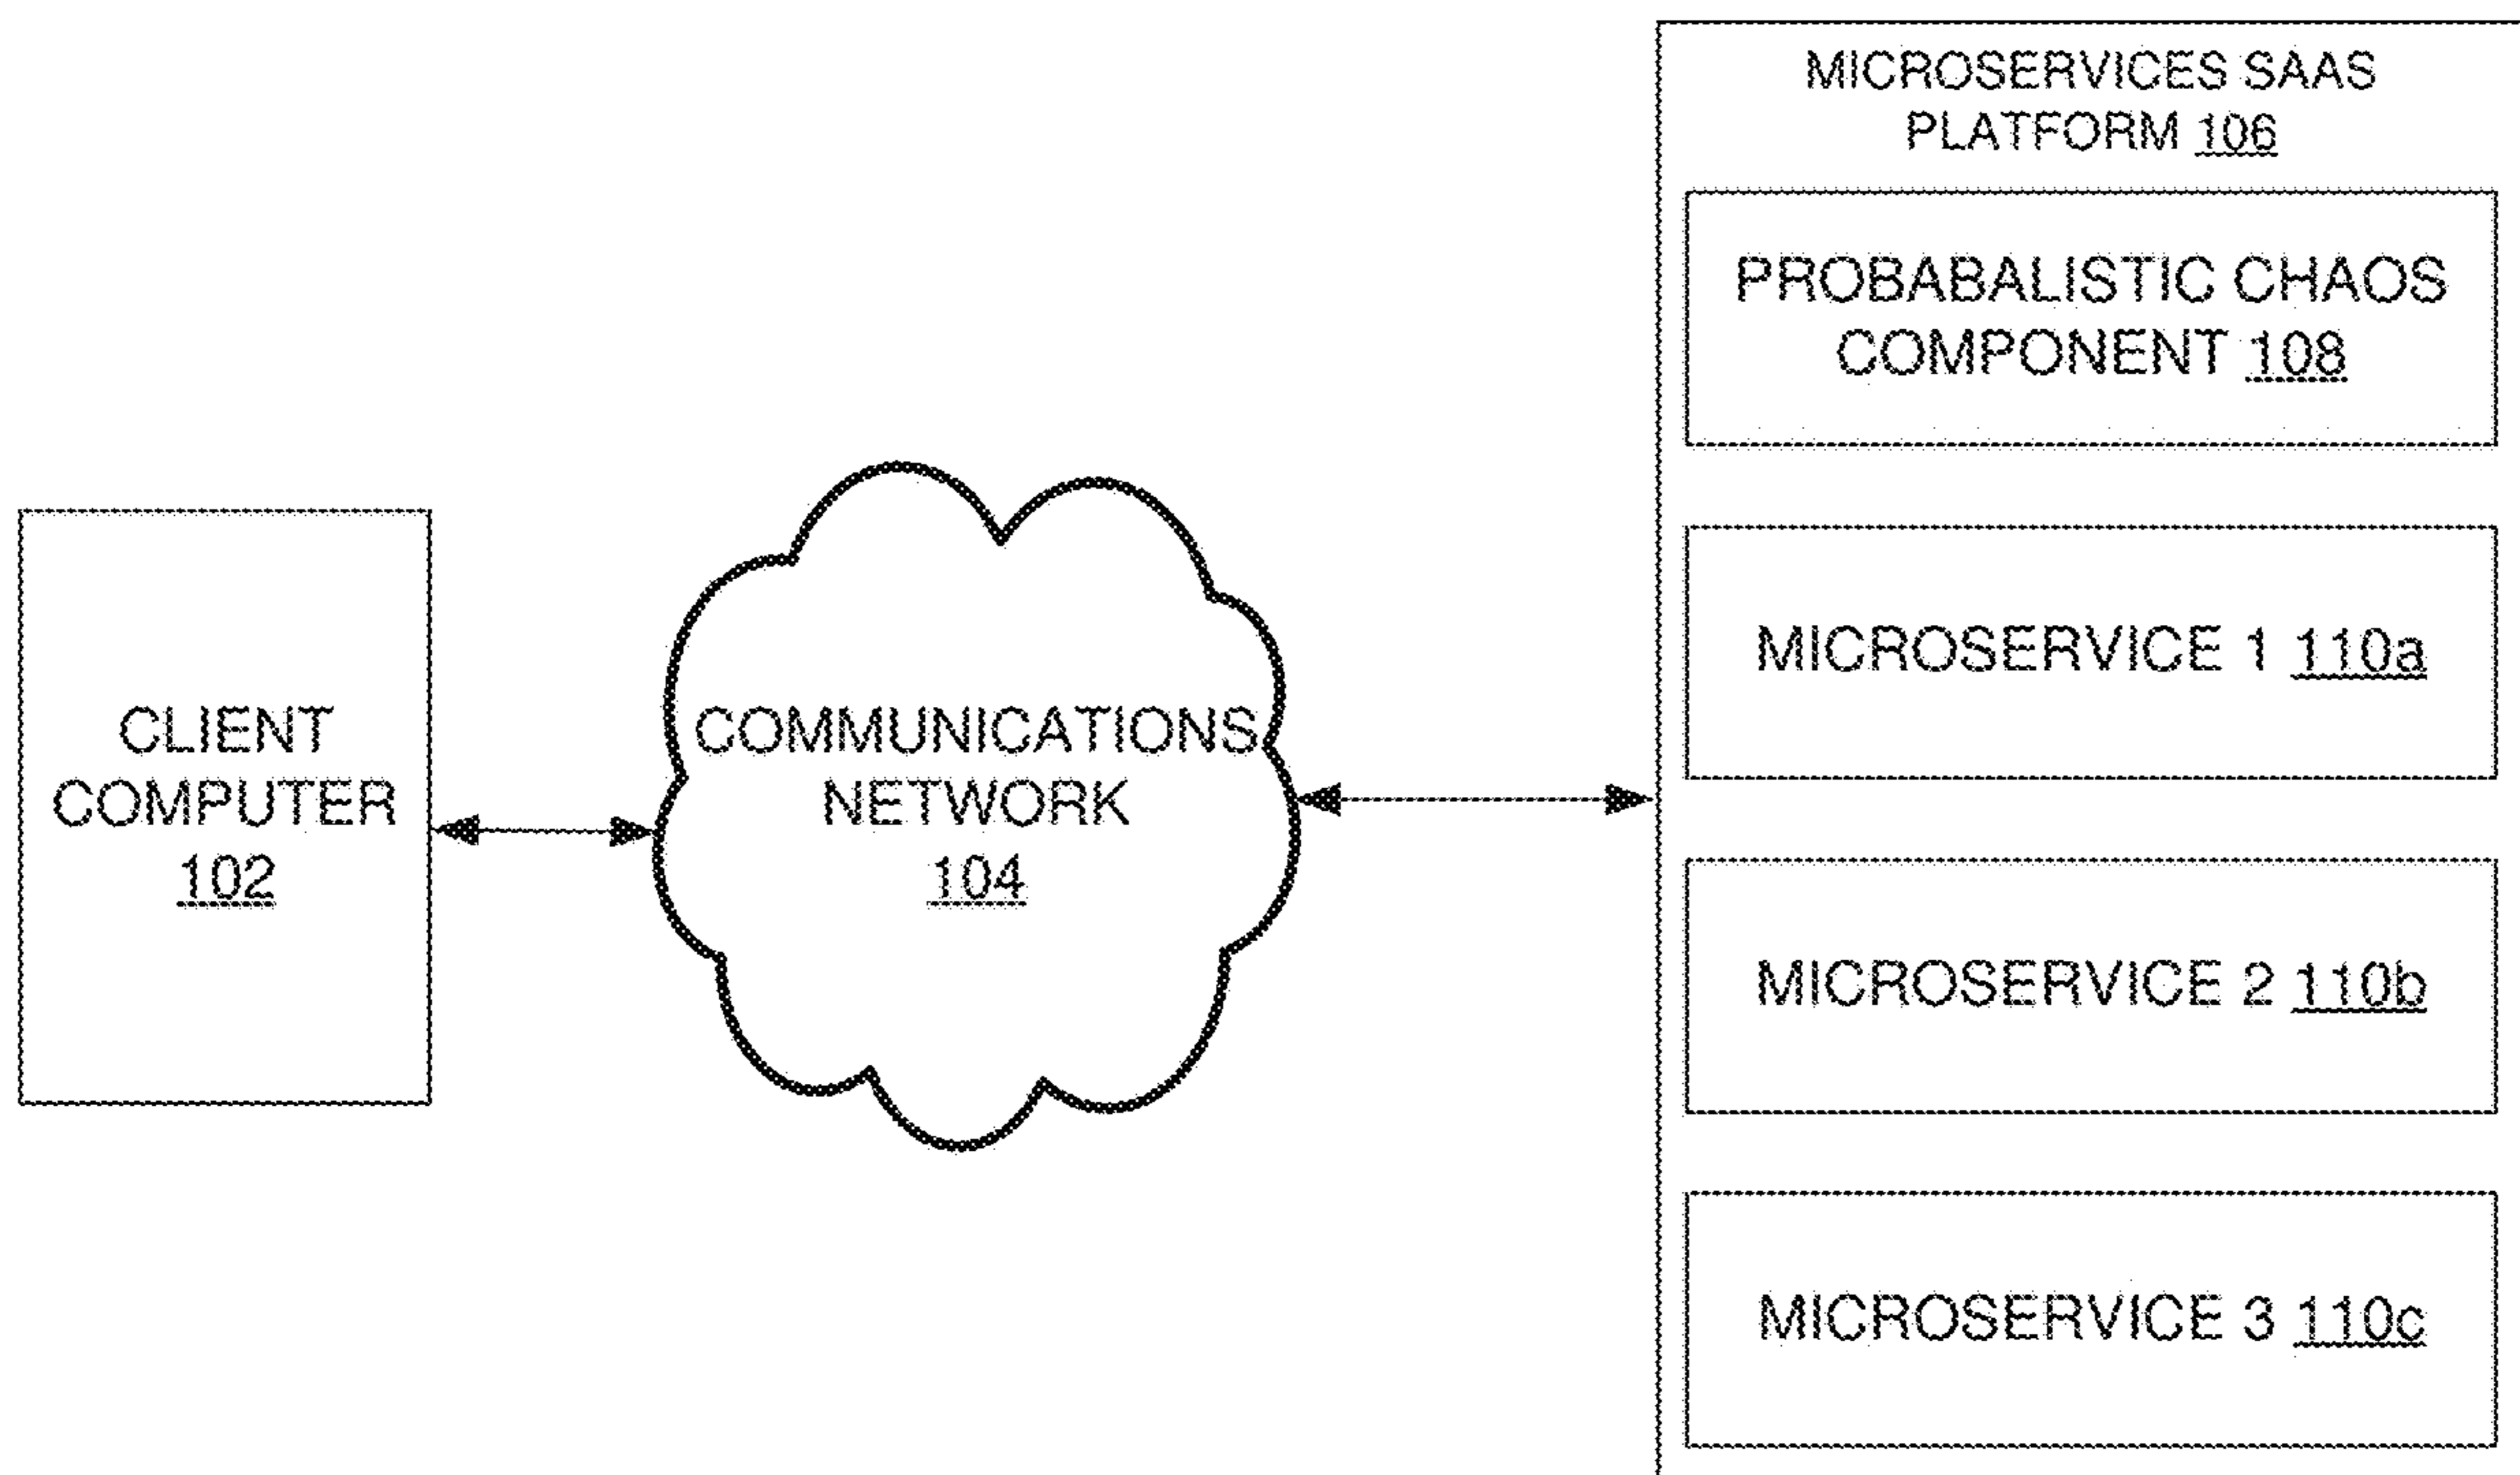 MICROSERVICES SAAS
PLATFORM 106
PROBABALISTIC CHAOS
COMPONENT 108
MICROSERVICE 1 110a
CLIENT
COMPUTER
102
COMMUNICATIONS
NETWORK
104
MICROSERVICE 2 110b
MICROSERVICE 3 110c